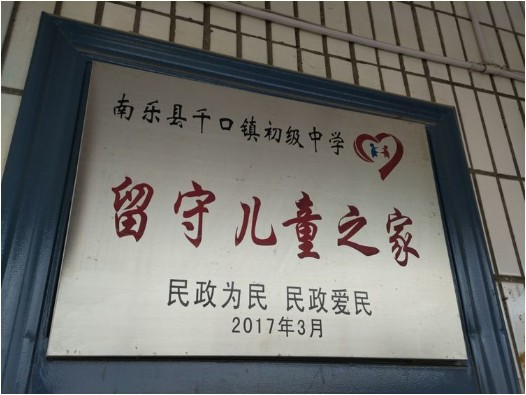 南乐县千口镇初级中学
留守儿童之家
民政为民 民政爱民
2017年3月